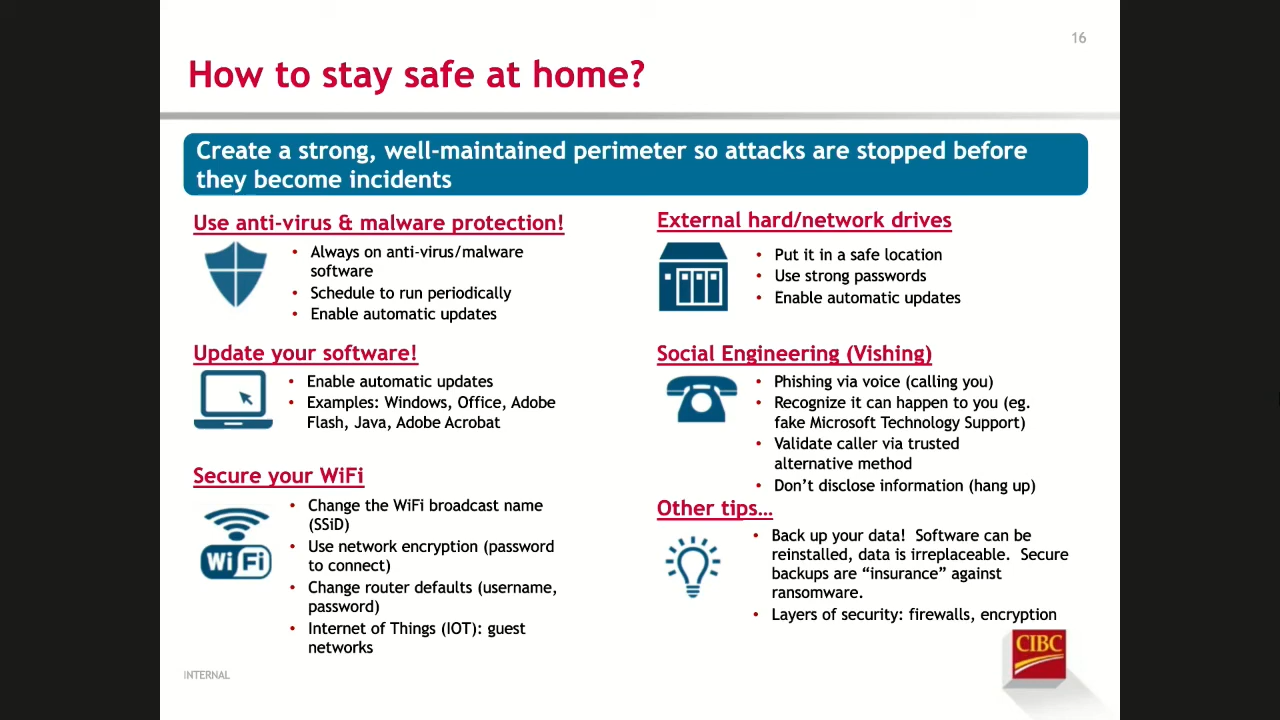 16
How to stay safe at home?
Create a strong, well-maintained perimeter so attacks are stopped before
they become incidents
Use anti-virus & malware protection!
• Always on anti-virus/malware
software
• Schedule to run periodically
• Enable automatic updates
Update your software!
• Enable automatic updates
• Examples: Windows, Office, Adobe
Flash, Java, Adobe Acrobat
Secure your WiFi
WiFi
• Change the WiFi broadcast name
(SSiD)
• Use network encryption (password
to connect)
• Change router defaults (username,
password)
• Internet of Things (IOT): guest
networks
External hard/network drives
• Put it in a safe location
• Use strong passwords
• Enable automatic updates
Social Engineering (Vishing)
• Phishing via voice (calling you)
• Recognize it can happen to you (eg.
fake Microsoft Technology Support)
• Validate caller via trusted
alternative method
• Don't disclose information (hang up)
Other tips…
• Back up your data!  Software can be
reinstalled, data is irreplaceable.  Secure
backups are “insurance” against
ransomware.
• Layers of security: firewalls, encryption
INTERNAL
CIBC